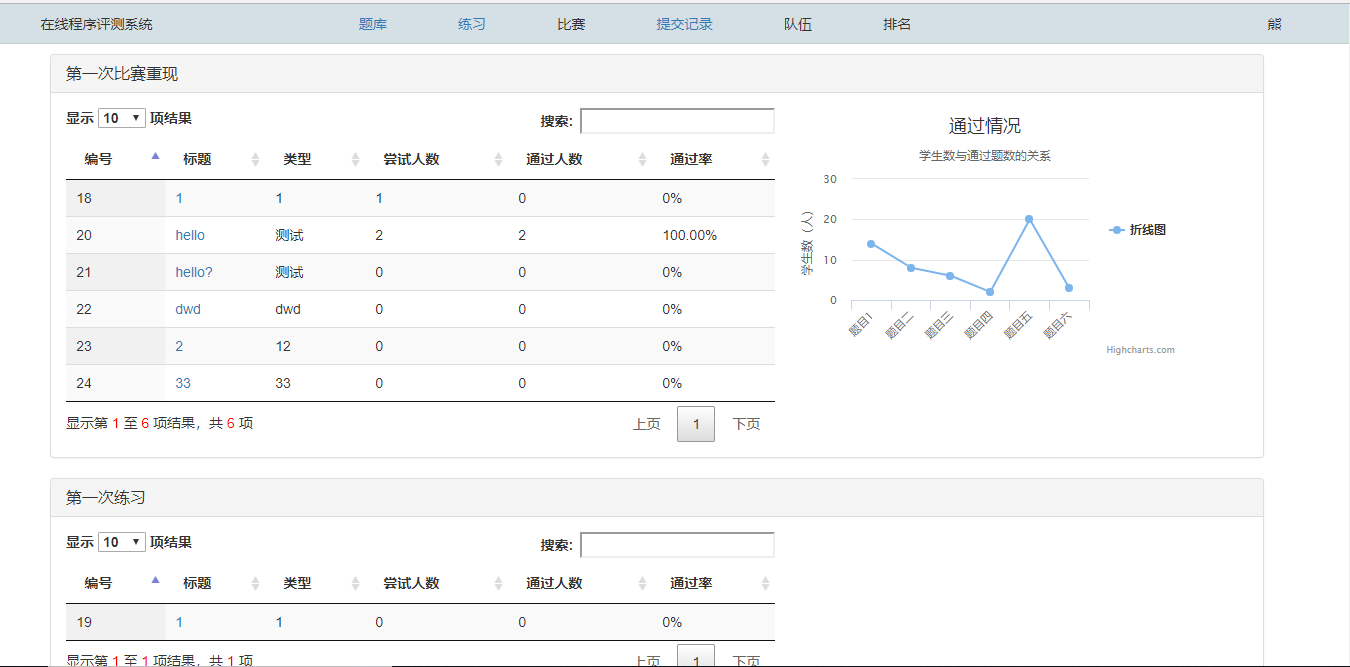 在线程序评测系统 题库 练习 比赛 提交记录 队伍 排名 熊
第一次比赛重现
显示 10 项结果 搜索:
编号 标题 类型 尝试人数 通过人数 通过率
18 1 1 1 0 0%
20 hello 测试 2 2 100.00%
21 hello? 测试 0 0 0%
22 dwd dwd 0 0 0%
23 2 12 0 0 0%
24 33 33 0 0 0%
显示第 1 至 6 项结果，共 6 项 上页 1 下页
通过情况
学生数与通过题数的关系
学生数（人）
30
20
10
0
题目1 题目二 题目三 题目四 题目五 题目六
折线图
Highcharts.com
第一次练习
显示 10 项结果 搜索:
编号 标题 类型 尝试人数 通过人数 通过率
19 1 1 0 0 0%
显示第 1 至 1 项结果，共 1 项 上页 1 下页